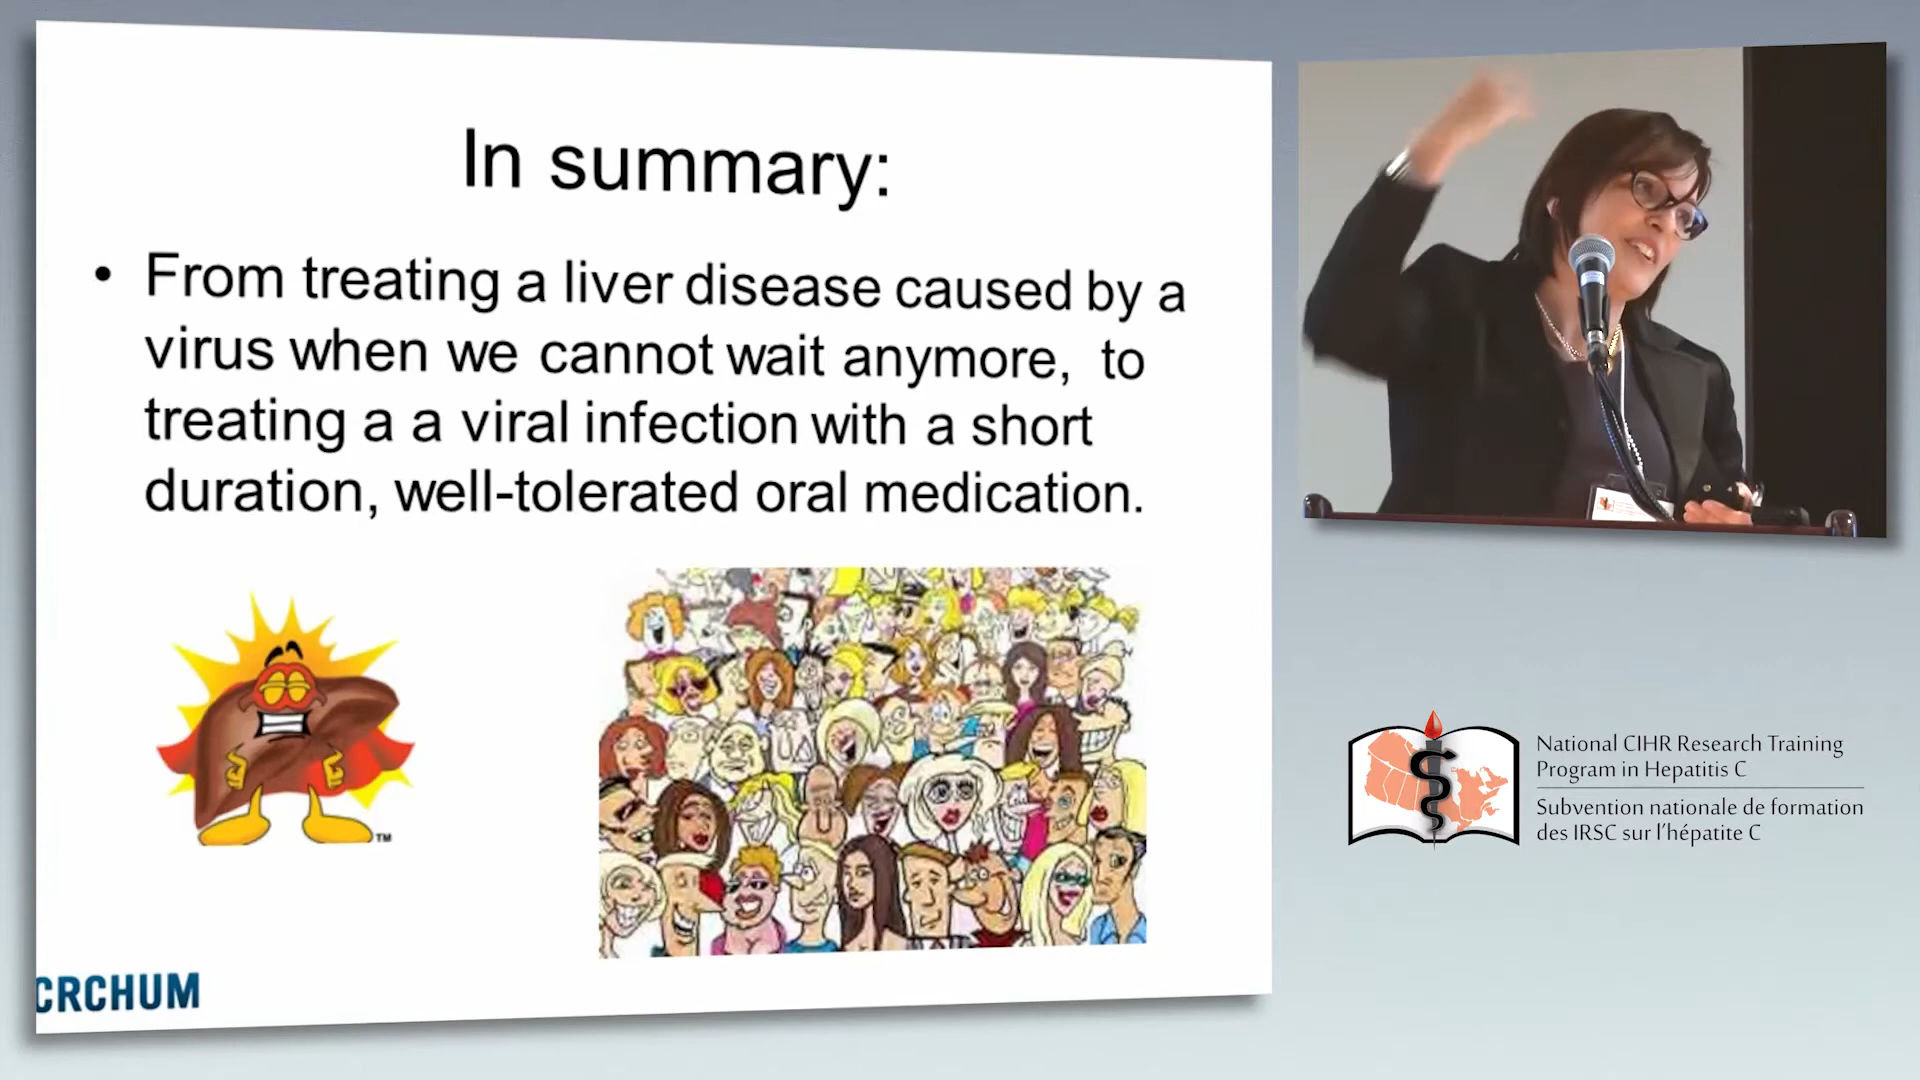 In summary:
• From treating a liver disease caused by a
virus when we cannot wait anymore, to
treating a a viral infection with a short
duration, well-tolerated oral medication.
TM
CRCHUM
National CIHR Research Training
Program in Hepatitis C
Subvention nationale de formation
des IRSC sur l'hépatite C